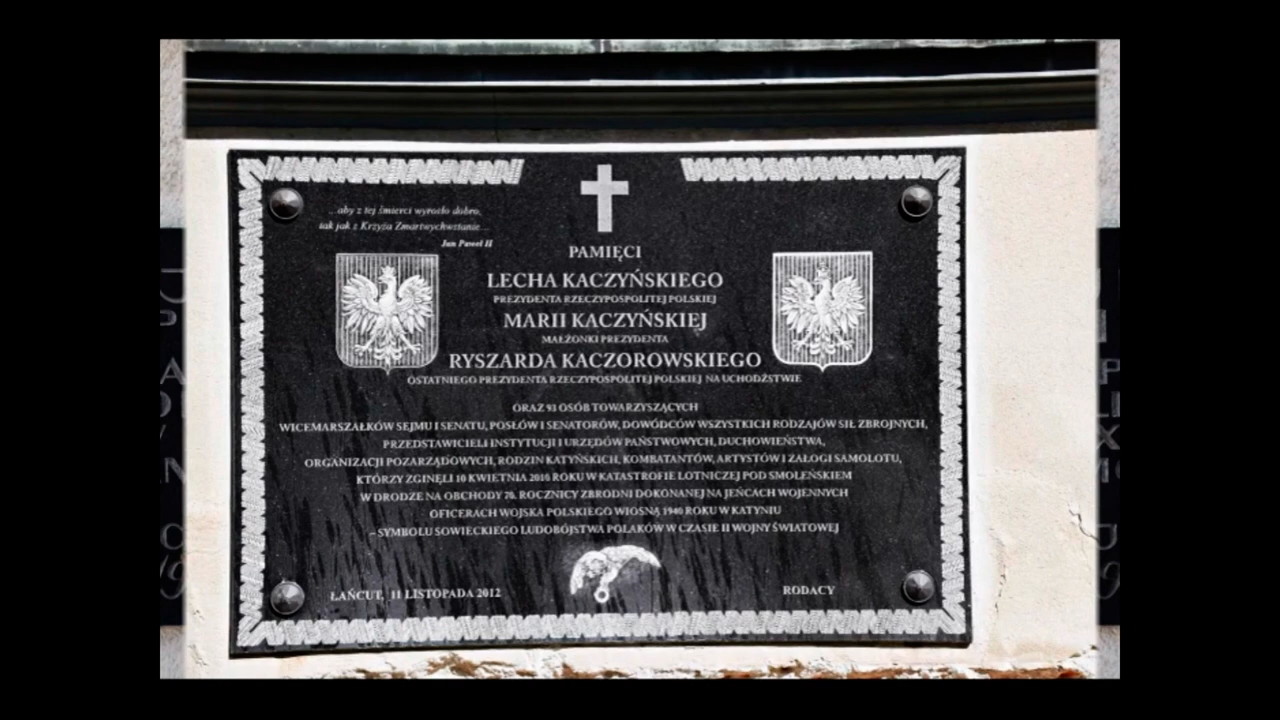 ...aby z tej śmierci wyrosło dobro,
tak jak z Krzyża Zmartwychwstanie...
Jan Paweł II
PAMIĘCI
LECHA KACZYŃSKIEGO
PREZYDENTA RZECZYPOSPOLITEJ POLSKIEJ
MARII KACZYŃSKIEJ
MAŁŻONKI PREZYDENTA
RYSZARDA KACZOROWSKIEGO
OSTATNIEGO PREZYDENTA RZECZYPOSPOLITEJ POLSKIEJ NA UCHODŹSTWIE
ORAZ 93 OSÓB TOWARZYSZĄCYCH
WICEMARSZAŁKÓW SEJMU I SENATU, POSŁÓW I SENATORÓW, DOWÓDCÓW WSZYSTKICH RODZAJÓW SIŁ ZBROJNYCH,
PRZEDSTAWICIELI INSTYTUCJI I URZĘDÓW PAŃSTWOWYCH, DUCHOWIEŃSTWA,
ORGANIZACJI POZARZĄDOWYCH, RODZIN KATYŃSKICH, KOMBATANTÓW, ARTYSTÓW I ZAŁOGI SAMOLOTU,
KTÓRZY ZGINĘLI 10 KWIETNIA 2010 ROKU W KATASTROFIE LOTNICZEJ POD SMOLEŃSKIEM
W DRODZE NA OBCHODY 70. ROCZNICY ZBRODNI DOKONANEJ NA JEŃCACH WOJENNYCH
OFICERACH WOJSKA POLSKIEGO WIOSNĄ 1940 ROKU W KATYNIU
– SYMBOLU SOWIECKIEGO LUDOBÓJSTWA POLAKÓW W CZASIE II WOJNY ŚWIATOWEJ
ŁAŃCUT, 11 LISTOPADA 2012
RODACY